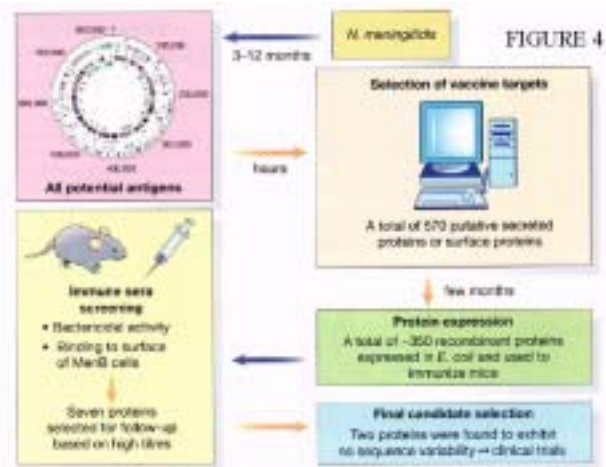 N. meningitidis
FIGURE 4
3–12 months
All potential antigens
hours
Selection of vaccine targets
A total of 570 putative secreted
proteins or surface proteins
few months
Protein expression
A total of ~350 recombinant proteins
expressed in E. coli and used to
immunize mice
Immune sera
screening
• Bactericidal activity
• Binding to surface
of MenB cells
Seven proteins
selected for follow-up
based on high titres
Final candidate selection
Two proteins were found to exhibit
no sequence variability → clinical trials